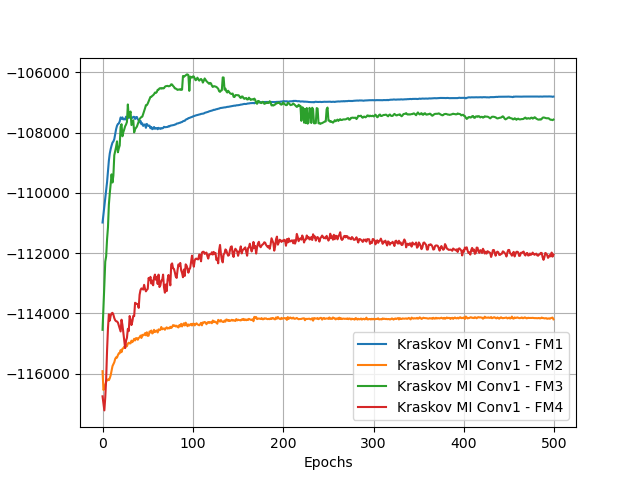 −106000
−108000
−110000
−112000
−114000
−116000
0 100 200 300 400 500
Epochs
Kraskov MI Conv1 - FM1
Kraskov MI Conv1 - FM2
Kraskov MI Conv1 - FM3
Kraskov MI Conv1 - FM4